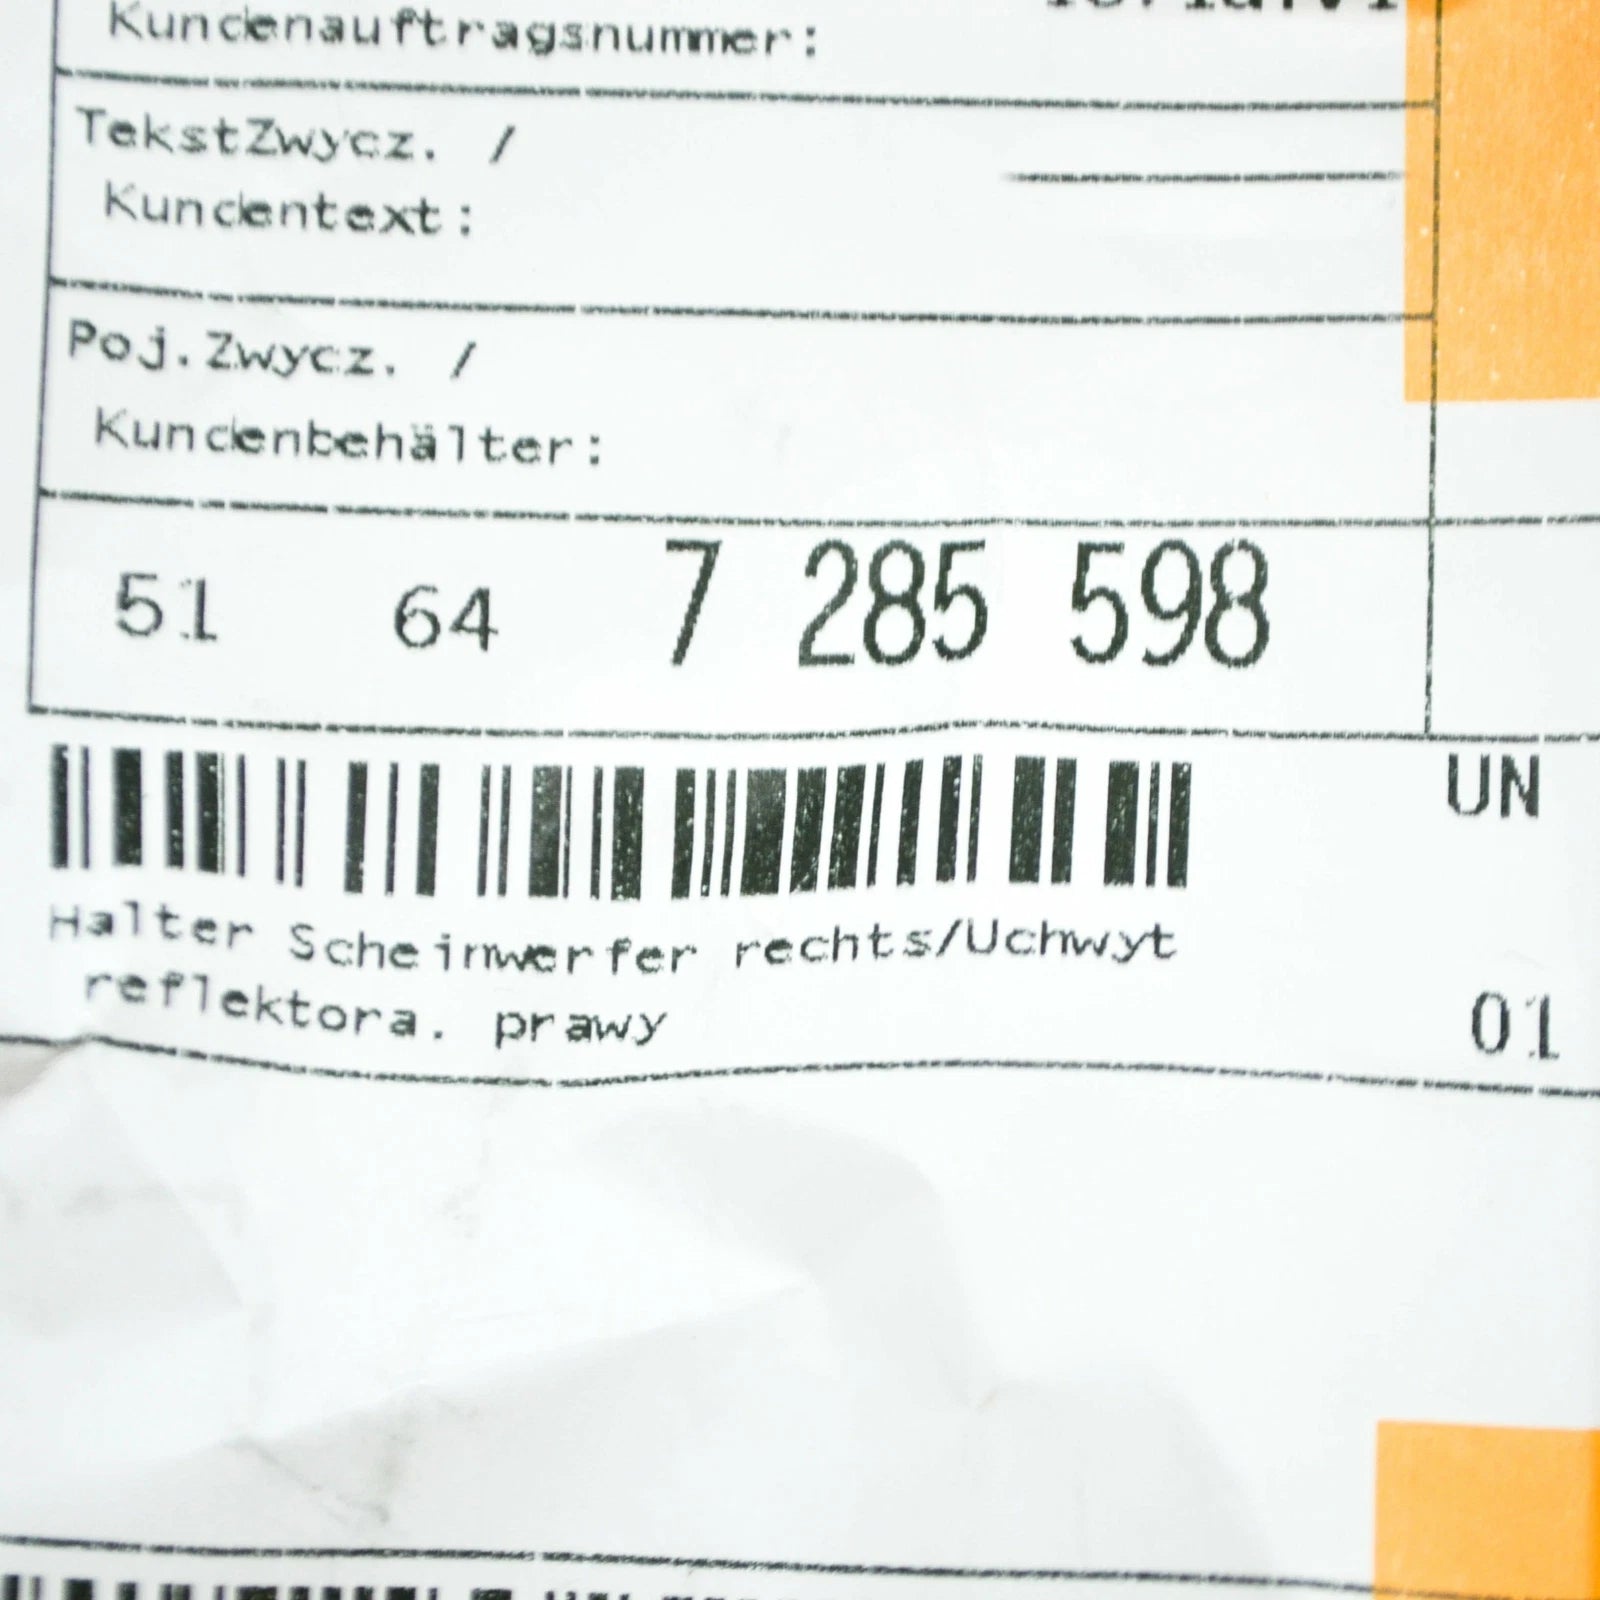 Kundenauftragsnummer:
TekstZwycz. /
Kundentext:
Poj.Zwycz. /
Kundenbehälter:
51 64 7 285 598
UN
Halter Scheinwerfer rechts/Uchwyt
reflektora. prawy
01